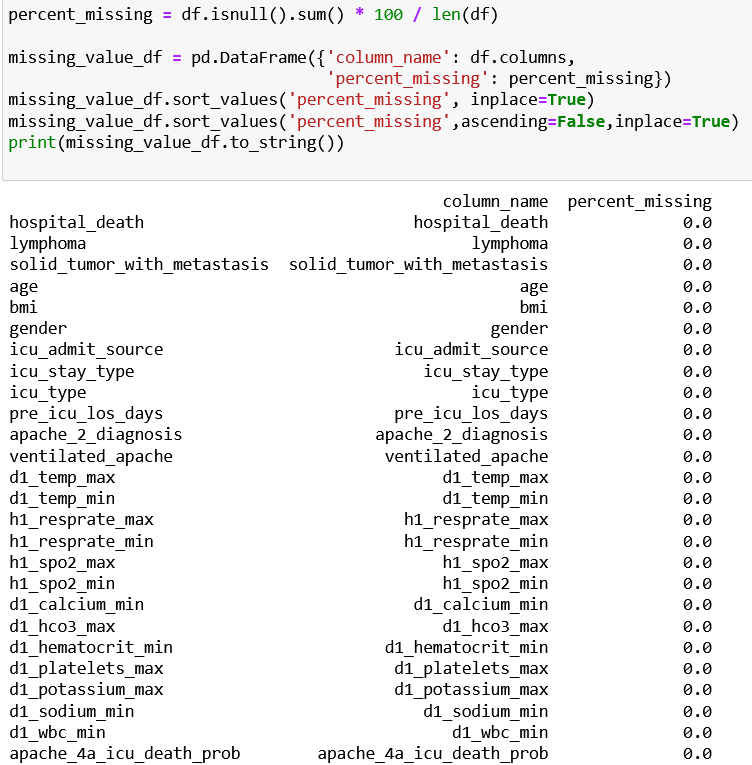 percent_missing = df.isnull().sum() * 100 / len(df)
missing_value_df = pd.DataFrame({'column_name': df.columns,
'percent_missing': percent_missing})
missing_value_df.sort_values('percent_missing', inplace=True)
missing_value_df.sort_values('percent_missing',ascending=False,inplace=True)
print(missing_value_df.to_string())
column_name percent_missing
hospital_death hospital_death 0.0
lymphoma lymphoma 0.0
solid_tumor_with_metastasis solid_tumor_with_metastasis 0.0
age age 0.0
bmi bmi 0.0
gender gender 0.0
icu_admit_source icu_admit_source 0.0
icu_stay_type icu_stay_type 0.0
icu_type icu_type 0.0
pre_icu_los_days pre_icu_los_days 0.0
apache_2_diagnosis apache_2_diagnosis 0.0
ventilated_apache ventilated_apache 0.0
d1_temp_max d1_temp_max 0.0
d1_temp_min d1_temp_min 0.0
h1_resprate_max h1_resprate_max 0.0
h1_resprate_min h1_resprate_min 0.0
h1_spo2_max h1_spo2_max 0.0
h1_spo2_min h1_spo2_min 0.0
d1_calcium_min d1_calcium_min 0.0
d1_hco3_max d1_hco3_max 0.0
d1_hematocrit_min d1_hematocrit_min 0.0
d1_platelets_max d1_platelets_max 0.0
d1_potassium_max d1_potassium_max 0.0
d1_sodium_min d1_sodium_min 0.0
d1_wbc_min d1_wbc_min 0.0
apache_4a_icu_death_prob apache_4a_icu_death_prob 0.0